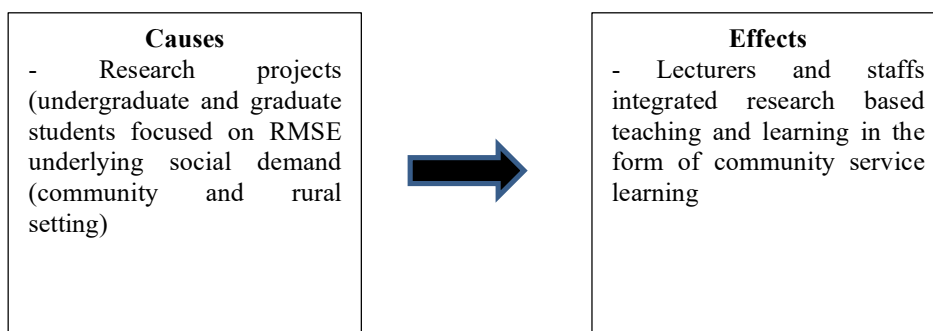 Causes
- Research projects
(undergraduate and graduate
students focused on RMSE
underlying social demand
(community and rural
setting)
Effects
- Lecturers and staffs
integrated research based
teaching and learning in the
form of community service
learning